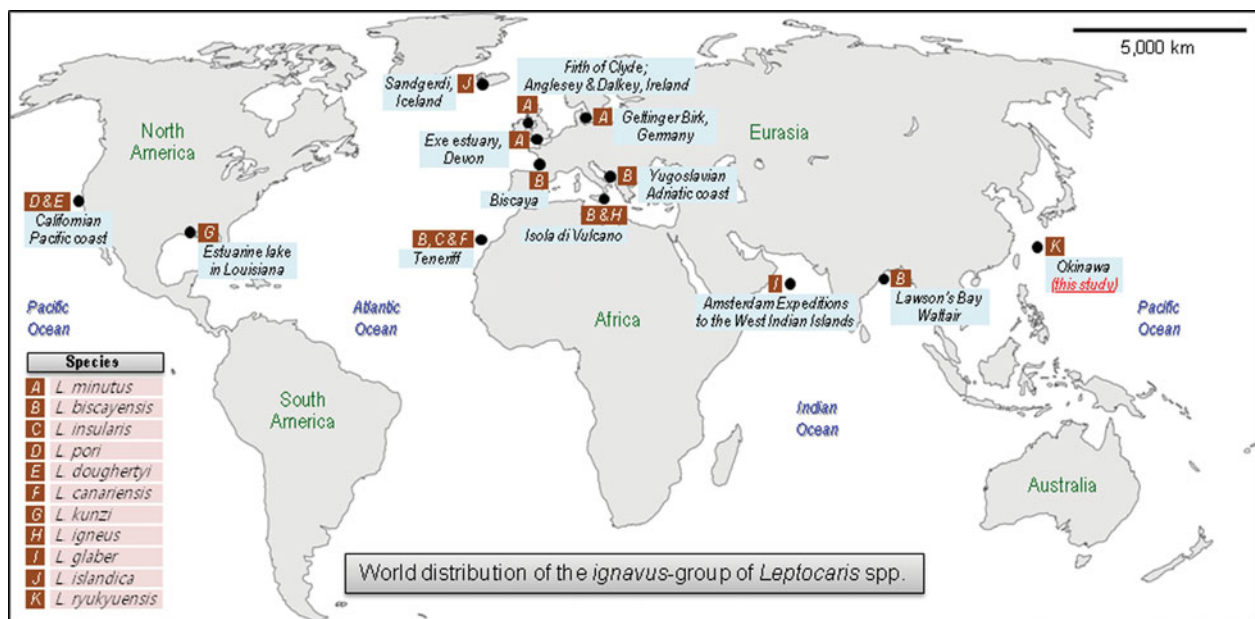 5,000 km
Firth of Clyde;
Anglesey & Dalkey, Ireland
Sandgerdi,
Iceland
J
A
A
Gettinger Birk,
Germany
North
America
Eurasia
Exe estuary,
Devon
A
B
Biscaya
B
Yugoslavian
Adriatic coast
D & E
Californian
Pacific coast
G
Estuarine lake
in Louisiana
B & H
Isola di Vulcano
B, C & F
Teneriff
K
Okinawa
(this study)
I
Amsterdam Expeditions
to the West Indian Islands
B
Lawson's Bay
Waltair
Pacific
Ocean
Atlantic
Ocean
Africa
Pacific
Ocean
Species
A L. minutus
B L. biscayensis
C L. insularis
D L. pori
E L. doughertyi
F L. canariensis
G L. kunzi
H L. igneus
I L. glaber
J L. islandica
K L. ryukyuensis
South
America
Indian
Ocean
Australia
World distribution of the ignavus-group of Leptocaris spp.